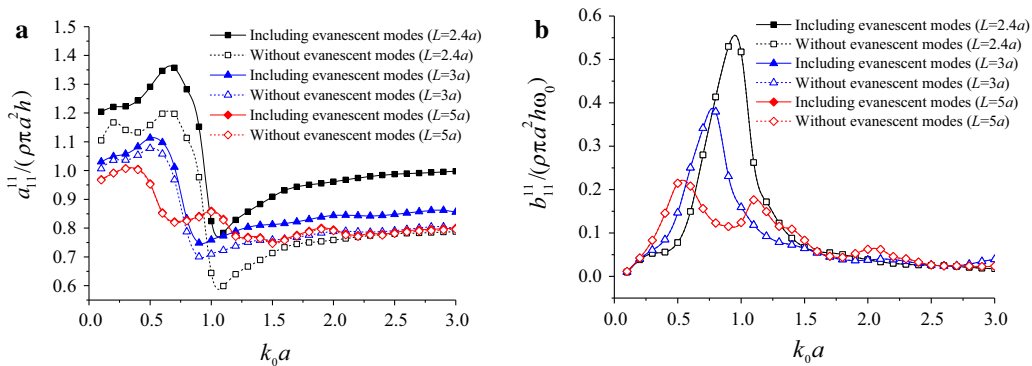 a
1.5
1.4
1.3
1.2
1.1
1.0
0.9
0.8
0.7
0.6
0.0
0.5
1.0
1.5
2.0
2.5
3.0
a₁₁¹¹/(ρπa²h)
k₀a
Including evanescent modes (L=2.4a)
Without evanescent modes (L=2.4a)
Including evanescent modes (L=3a)
Without evanescent modes (L=3a)
Including evanescent modes (L=5a)
Without evanescent modes (L=5a)
b
0.6
0.5
0.4
0.3
0.2
0.1
0.0
0.0
0.5
1.0
1.5
2.0
2.5
3.0
b₁₁¹¹/(ρπa²hω₀)
k₀a
Including evanescent modes (L=2.4a)
Without evanescent modes (L=2.4a)
Including evanescent modes (L=3a)
Without evanescent modes (L=3a)
Including evanescent modes (L=5a)
Without evanescent modes (L=5a)